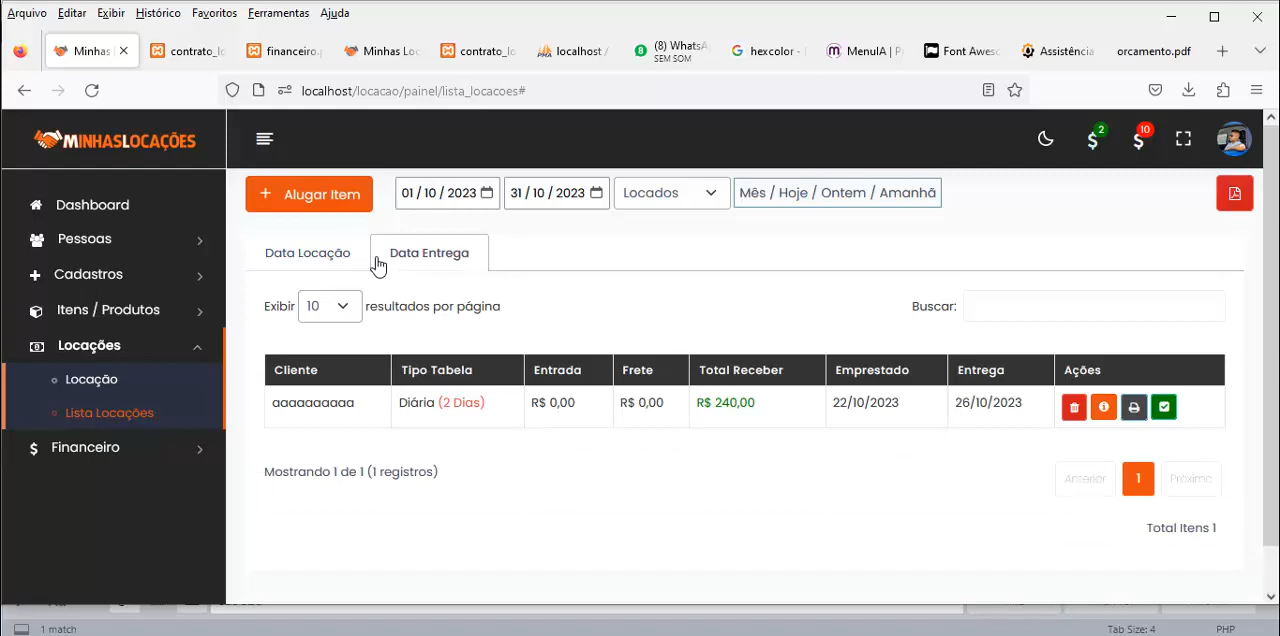 Arquivo Editar Exibir Histórico Favoritos Ferramentas Ajuda
Minhas
contrato_lo
financeiro.
Minhas Loc
contrato_lo
localhost /
(8) WhatsA
SEM SOM
hexcolor -
MenuIA | P
Font Awes
Assistência
orcamento.pdf
localhost/locacao/painel/lista_locacoes#
MINHASLOCAÇÕES
2
10
Dashboard
Pessoas
Cadastros
Itens / Produtos
Locações
Locação
Lista Locações
Financeiro
+ Alugar Item
01/10/2023
31/10/2023
Locados
Mês / Hoje / Ontem / Amanhã
Data Locação
Data Entrega
Exibir 10 resultados por página
Buscar:
Cliente Tipo Tabela Entrada Frete Total Receber Emprestado Entrega Ações
aaaaaaaaaa Diária (2 Dias) R$ 0,00 R$ 0,00 R$ 240,00 22/10/2023 26/10/2023
Mostrando 1 de 1 (1 registros)
Anterior 1 Próximo
Total Itens 1
1 match
Tab Size: 4
PHP